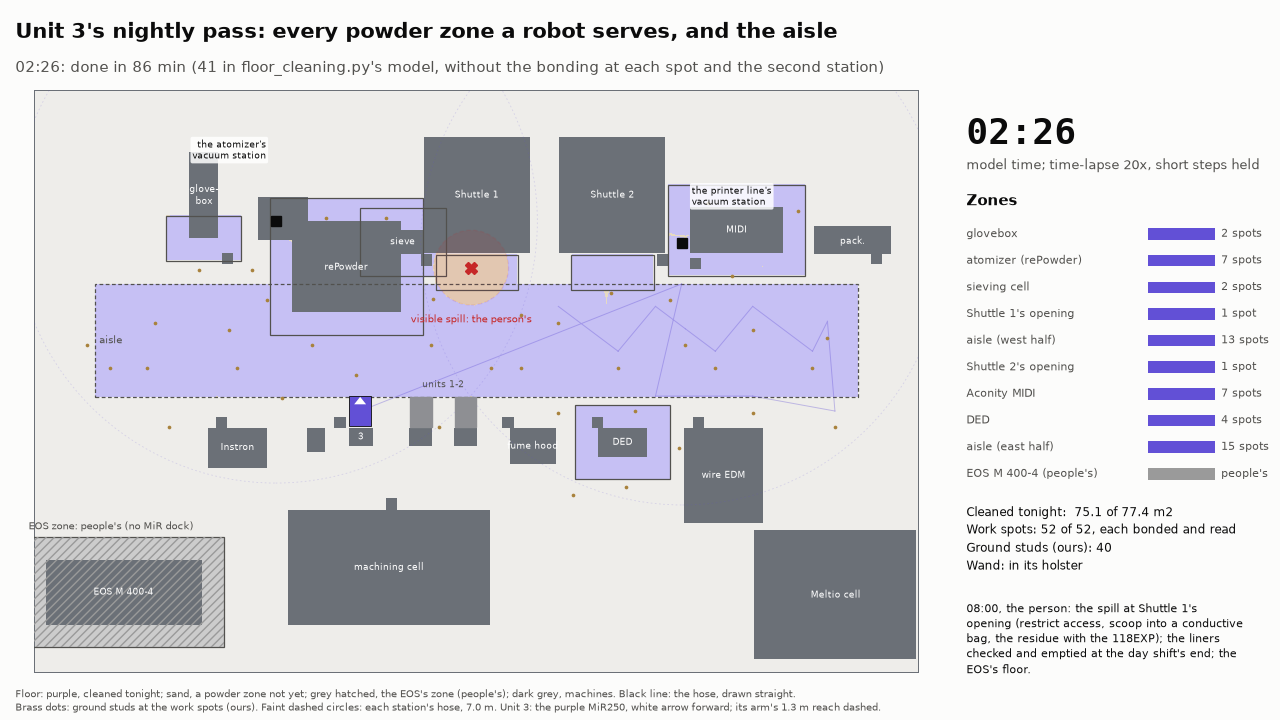 Unit 3's nightly pass: every powder zone a robot serves, and the aisle
02:26: done in 86 min (41 in floor_cleaning.py's model, without the bonding at each spot and the second station)
the atomizer's
vacuum station
glove-
box
Shuttle 1
Shuttle 2
the printer line's
vacuum station
MIDI
pack.
sieve
rePowder
visible spill: the person's
aisle
units 1-2
3
Instron
fume hood
DED
wire EDM
EOS zone: people's (no MiR dock)
EOS M 400-4
machining cell
Meltio cell
02:26
model time; time-lapse 20x, short steps held
Zones
glovebox 2 spots
atomizer (rePowder) 7 spots
sieving cell 2 spots
Shuttle 1's opening 1 spot
aisle (west half) 13 spots
Shuttle 2's opening 1 spot
Aconity MIDI 7 spots
DED 4 spots
aisle (east half) 15 spots
EOS M 400-4 (people's) people's
Cleaned tonight: 75.1 of 77.4 m2
Work spots: 52 of 52, each bonded and read
Ground studs (ours): 40
Wand: in its holster
08:00, the person: the spill at Shuttle 1's
opening (restrict access, scoop into a conductive
bag, the residue with the 118EXP); the liners
checked and emptied at the day shift's end; the
EOS's floor.
Floor: purple, cleaned tonight; sand, a powder zone not yet; grey hatched, the EOS's zone (people's); dark grey, machines. Black line: the hose, drawn straight.
Brass dots: ground studs at the work spots (ours). Faint dashed circles: each station's hose, 7.0 m. Unit 3: the purple MiR250, white arrow forward; its arm's 1.3 m reach dashed.